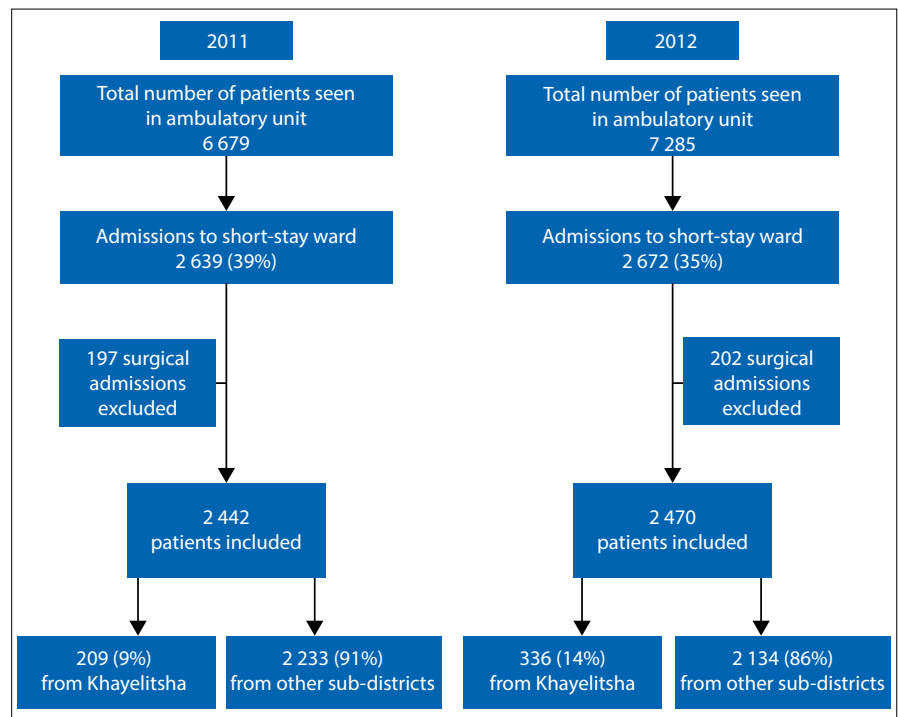 2011
Total number of patients seen
in ambulatory unit
6 679
Admissions to short-stay ward
2 639 (39%)
197 surgical
admissions
excluded
2 442
patients included
209 (9%)
from Khayelitsha
2 233 (91%)
from other sub-districts
2012
Total number of patients seen
in ambulatory unit
7 285
Admissions to short-stay ward
2 672 (35%)
202 surgical
admissions
excluded
2 470
patients included
336 (14%)
from Khayelitsha
2 134 (86%)
from other sub-districts